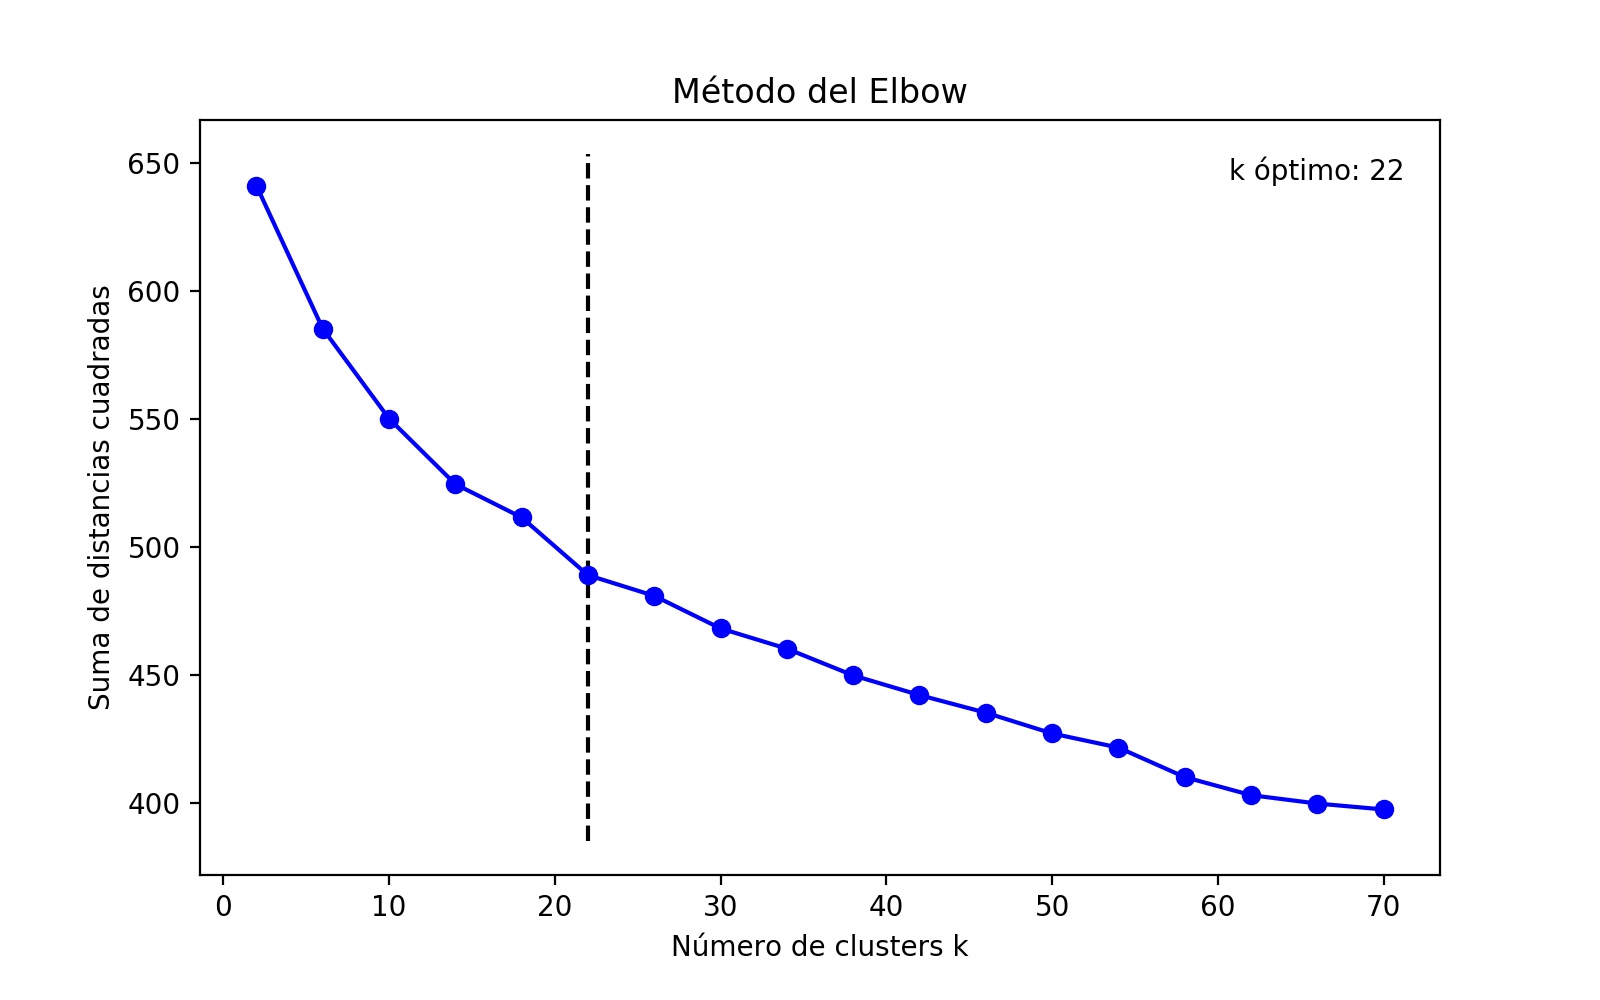 Método del Elbow
k óptimo: 22
Suma de distancias cuadradas
650
600
550
500
450
400
0 10 20 30 40 50 60 70
Número de clusters k